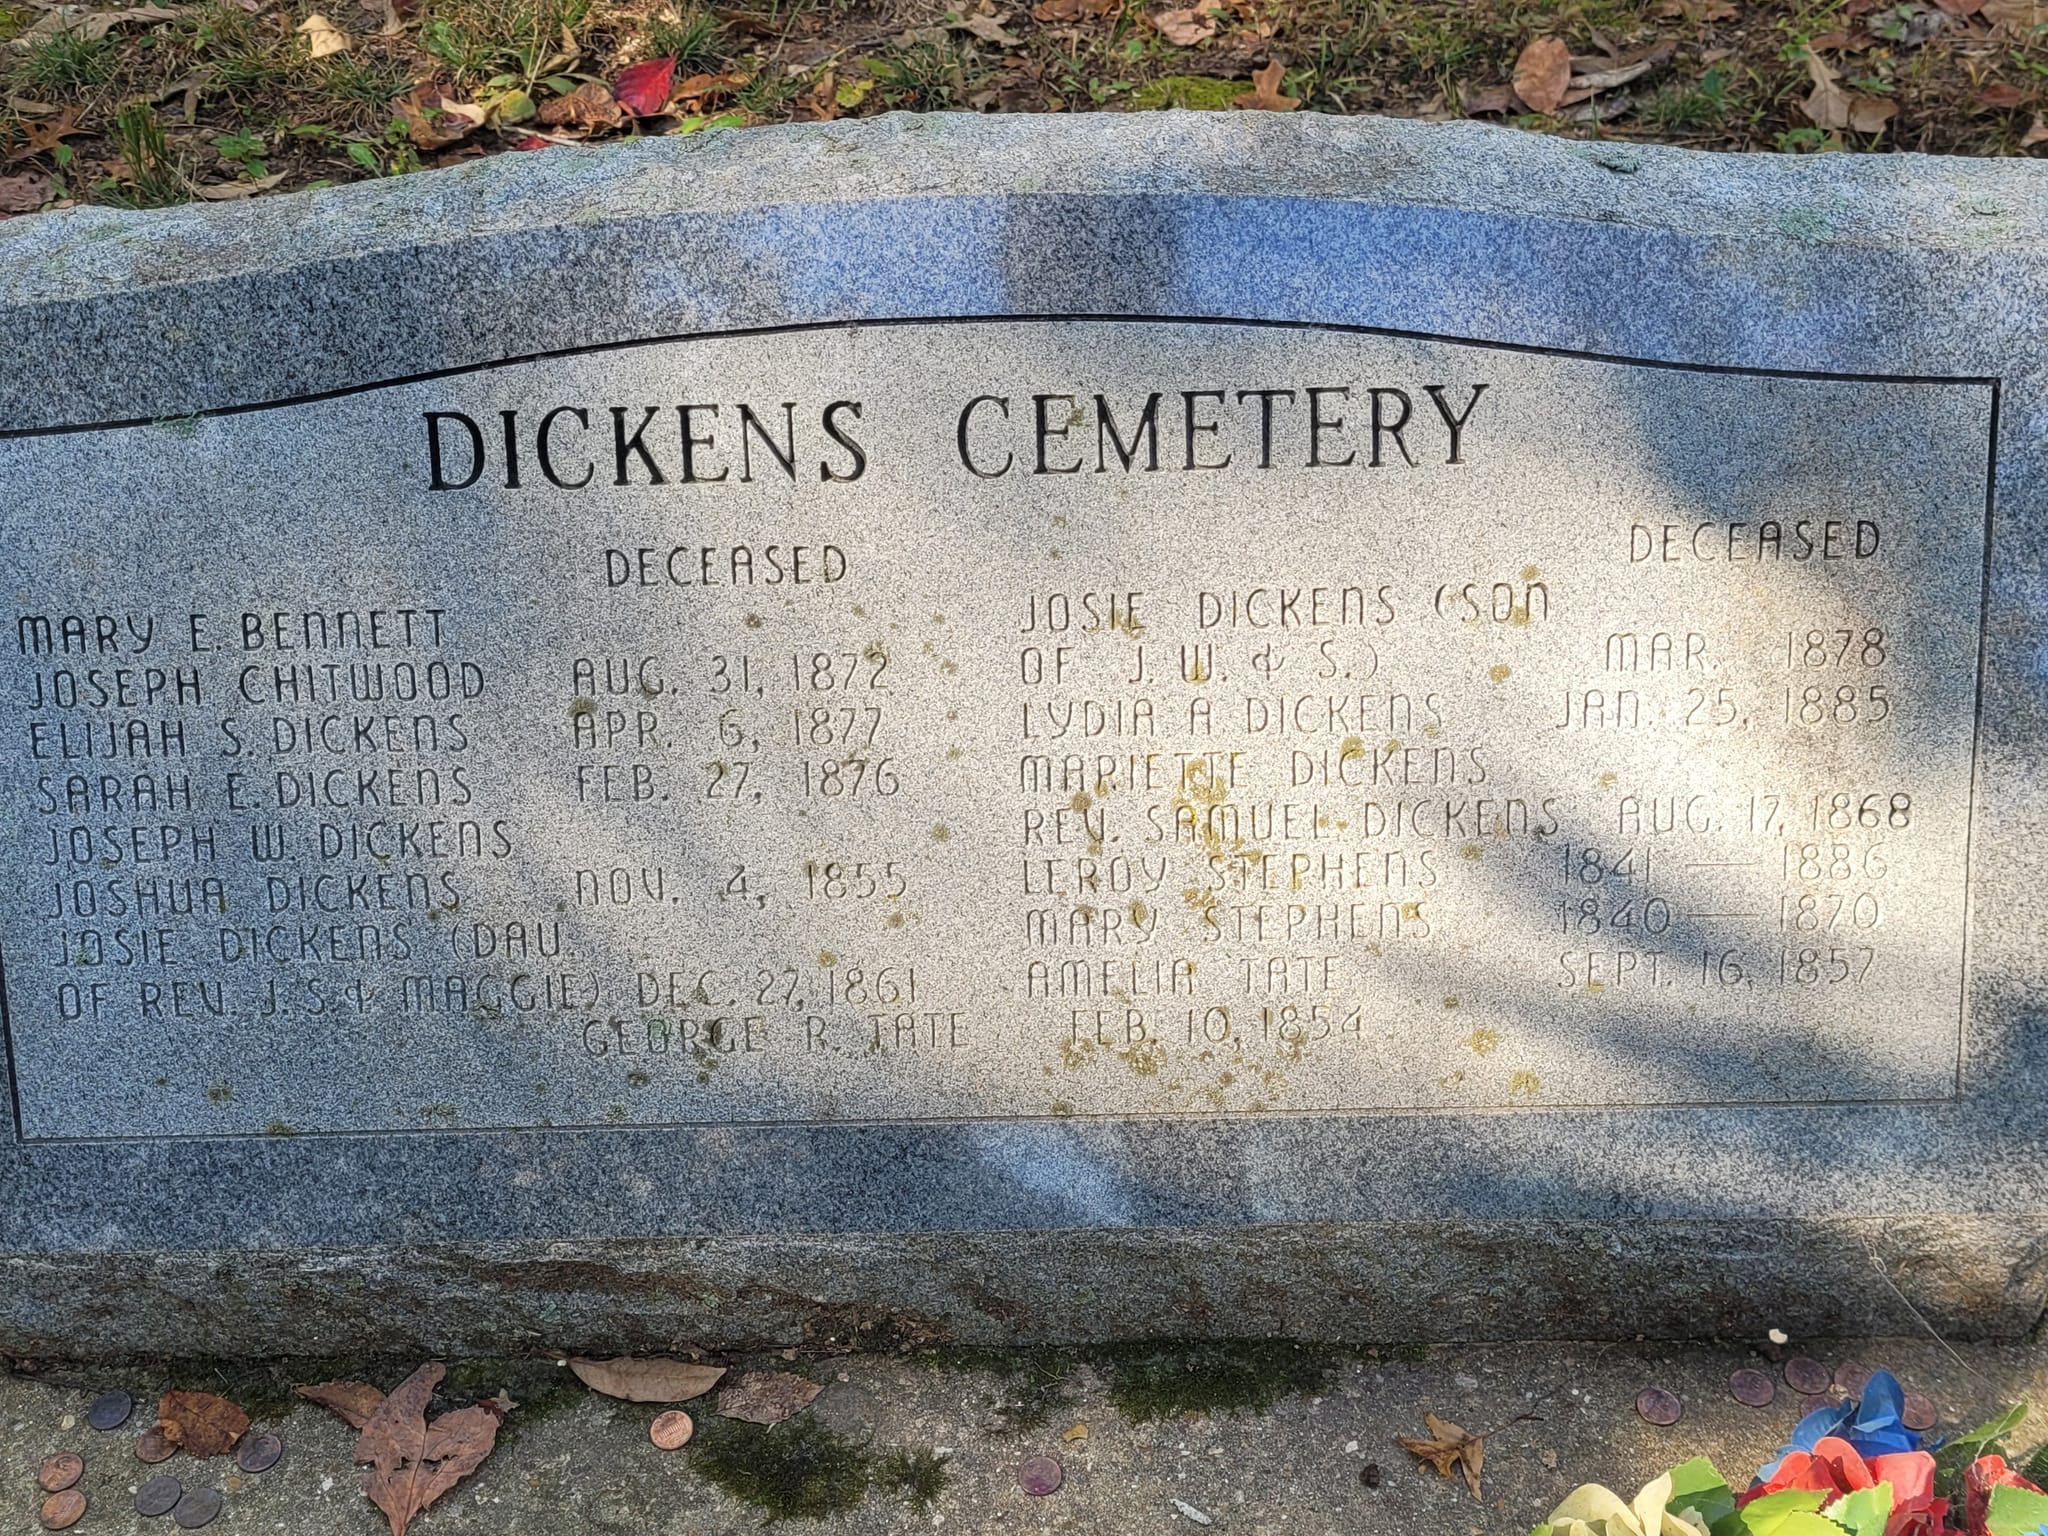 DICKENS CEMETERY
DECEASED
MARY E. BENNETT
JOSEPH CHITWOOD AUG. 31, 1872
ELIJAH S. DICKENS APR. 6, 1877
SARAH E. DICKENS FEB. 27, 1876
JOSEPH W. DICKENS
JOSHUA DICKENS NOV. 4, 1855
JOSIE DICKENS (DAU.
OF REV. J. S. & MAGGIE) DEC. 27, 1861
DECEASED
JOSIE DICKENS (SON
OF J. W. & S.) MAR. 1878
LYDIA A DICKENS JAN. 25, 1885
MARIETTE DICKENS
REV. SAMUEL DICKENS AUG. 17, 1868
LEROY STEPHENS 1841 — 1886
MARY STEPHENS 1840 — 1870
AMELIA TATE SEPT. 16, 1857
GEORGE R. TATE FEB. 10, 1854